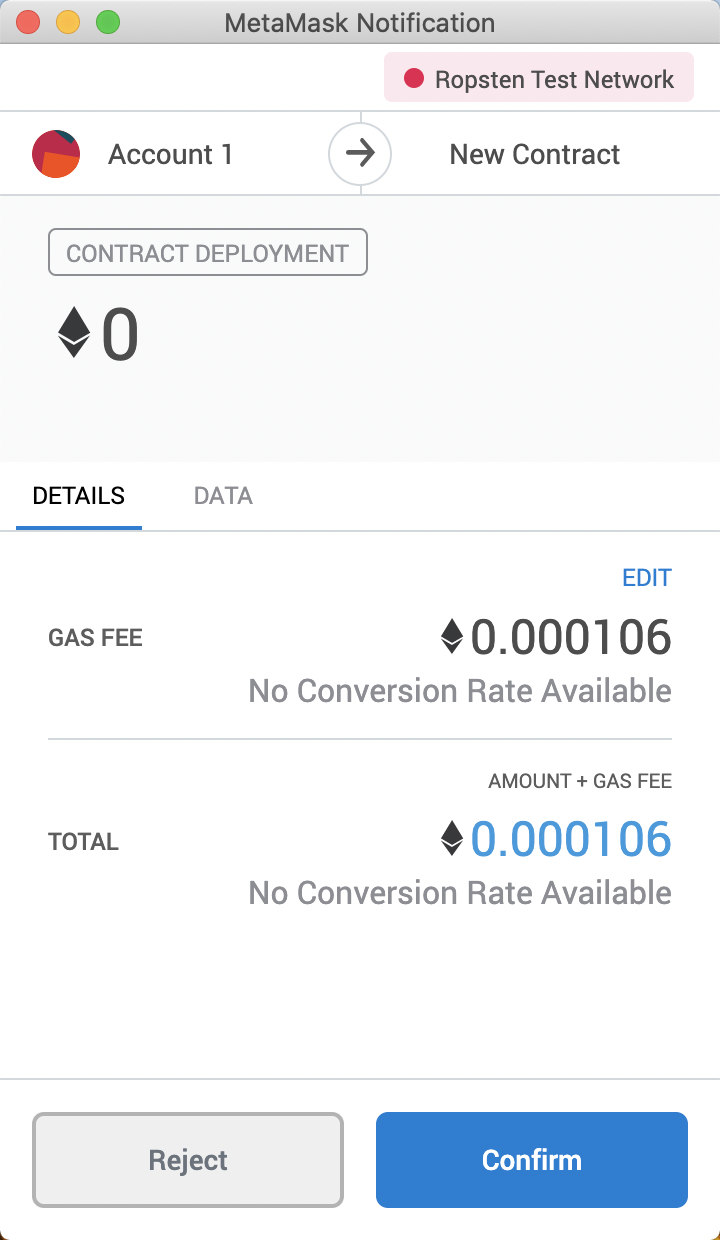 MetaMask Notification
Ropsten Test Network
Account 1
New Contract
CONTRACT DEPLOYMENT
0
DETAILS
DATA
EDIT
GAS FEE
0.000106
No Conversion Rate Available
AMOUNT + GAS FEE
TOTAL
0.000106
No Conversion Rate Available
Reject
Confirm